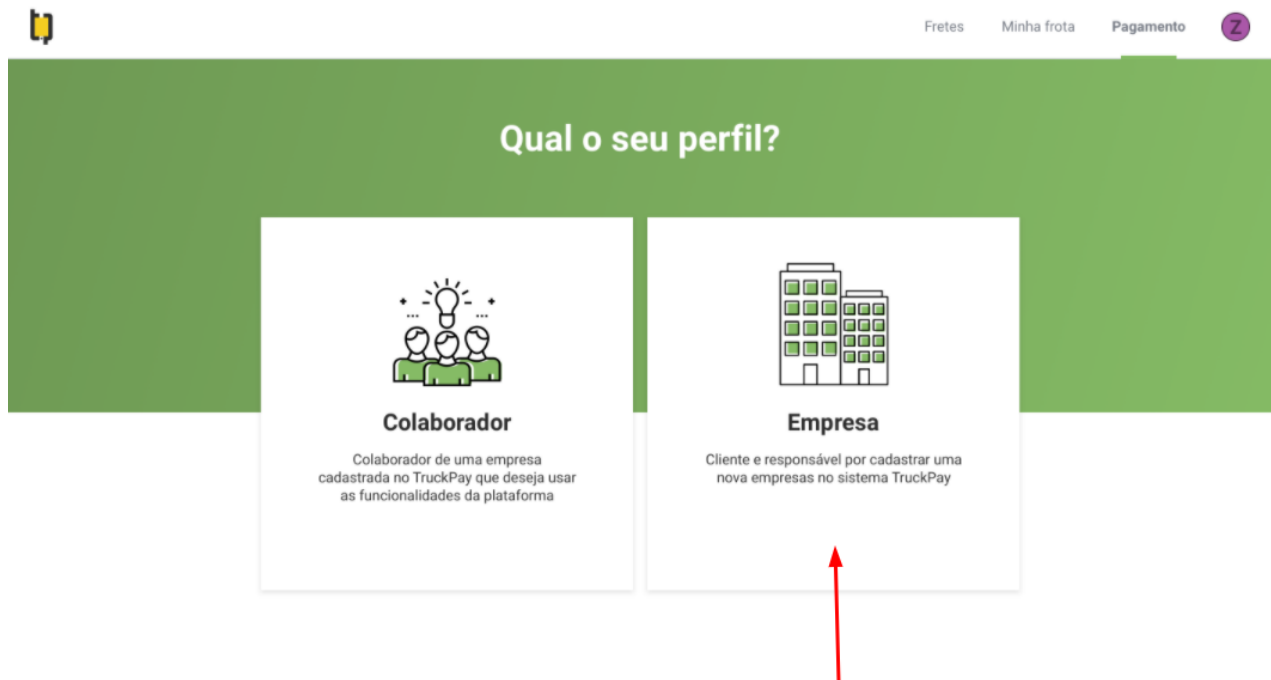 Fretes Minha frota Pagamento Z
Qual o seu perfil?
Colaborador
Colaborador de uma empresa
cadastrada no TruckPay que deseja usar
as funcionalidades da plataforma
Empresa
Cliente e responsável por cadastrar uma
nova empresas no sistema TruckPay